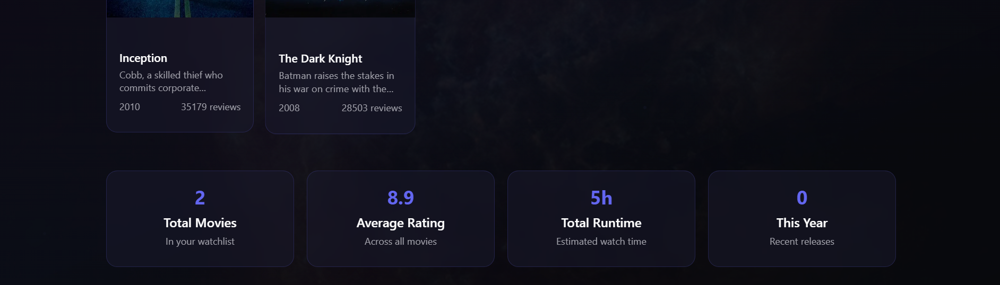 Inception
Cobb, a skilled thief who
commits corporate...
2010
35179 reviews
The Dark Knight
Batman raises the stakes in
his war on crime with the...
2008
28503 reviews
2
Total Movies
In your watchlist
8.9
Average Rating
Across all movies
5h
Total Runtime
Estimated watch time
0
This Year
Recent releases